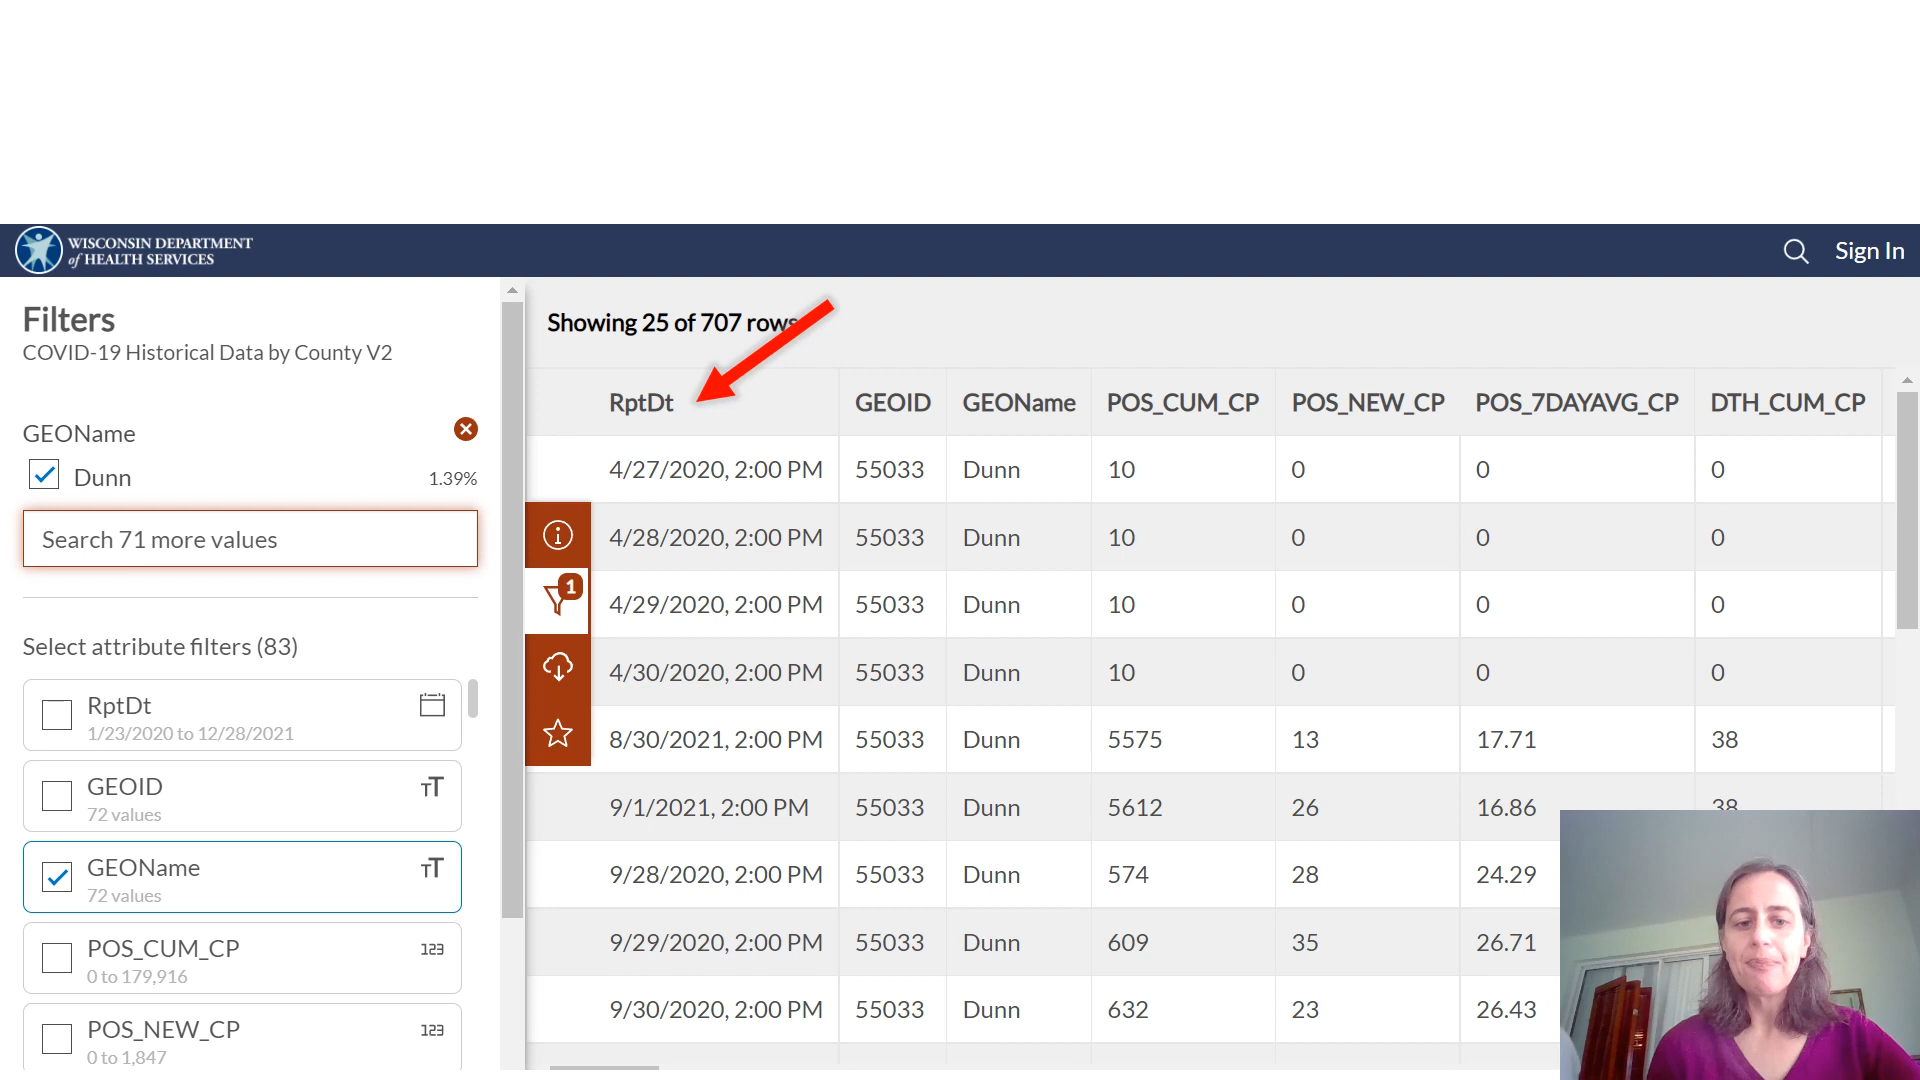 WISCONSIN DEPARTMENT
of HEALTH SERVICES
Sign In
Filters
COVID-19 Historical Data by County V2
GEOName
Dunn 1.39%
Search 71 more values
Select attribute filters (83)
RptDt
1/23/2020 to 12/28/2021
GEOID
72 values
GEOName
72 values
POS_CUM_CP
0 to 179,916
POS_NEW_CP
0 to 1,847
TT
TT
123
123
1
Showing 25 of 707 rows
RptDt GEOID GEOName POS_CUM_CP POS_NEW_CP POS_7DAYAVG_CP DTH_CUM_CP
4/27/2020, 2:00 PM 55033 Dunn 10 0 0 0
4/28/2020, 2:00 PM 55033 Dunn 10 0 0 0
4/29/2020, 2:00 PM 55033 Dunn 10 0 0 0
4/30/2020, 2:00 PM 55033 Dunn 10 0 0 0
8/30/2021, 2:00 PM 55033 Dunn 5575 13 17.71 38
9/1/2021, 2:00 PM 55033 Dunn 5612 26 16.86 38
9/28/2020, 2:00 PM 55033 Dunn 574 28 24.29
9/29/2020, 2:00 PM 55033 Dunn 609 35 26.71
9/30/2020, 2:00 PM 55033 Dunn 632 23 26.43